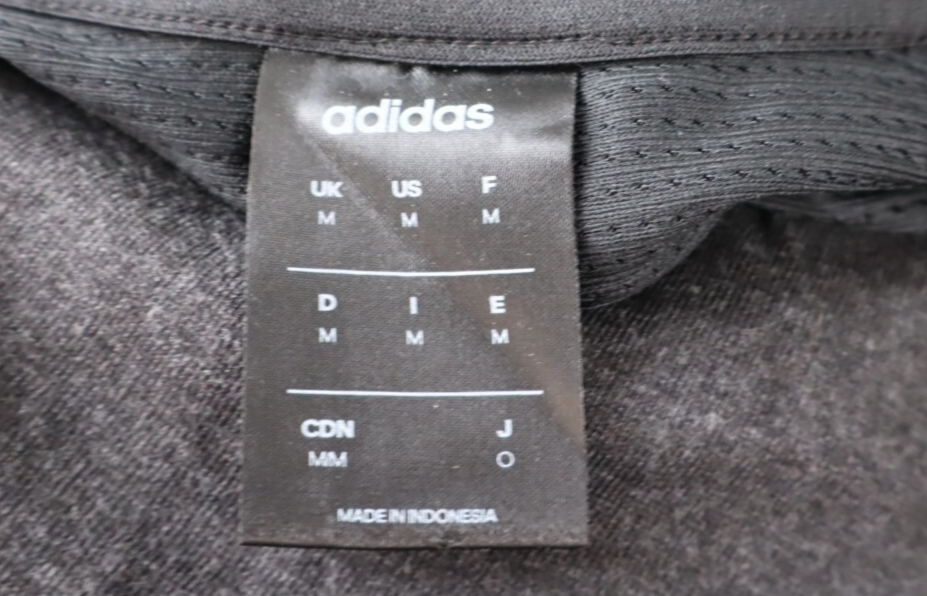 adidas
UK US F
M M M
D I E
M M M
CDN J
MM O
MADE IN INDONESIA